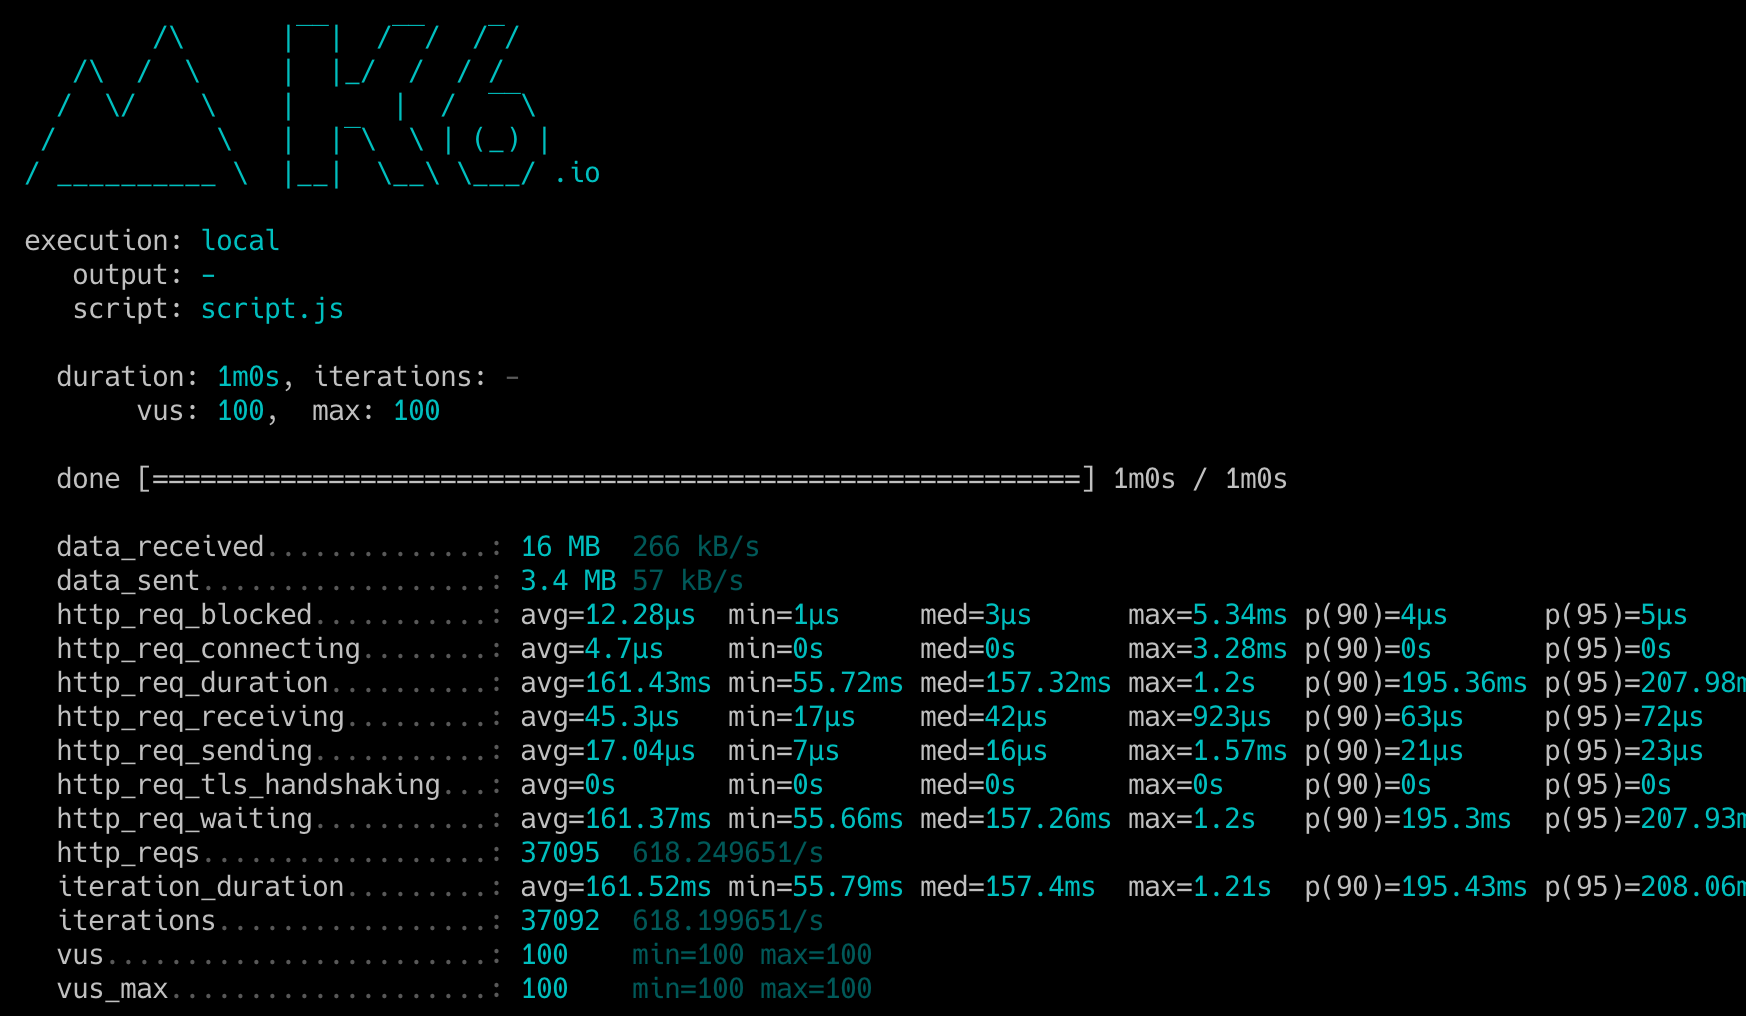 __    __   _
        /\      |  |  /  /  / /
   /\  /  \     |  |_/  /  / /
  /  \/    \    |      |  /  ‾‾\
 /          \   |  |‾\  \ | (_) |
/ __________ \  |__|  \__\ \___/ .io
execution: local
output: -
script: script.js
duration: 1m0s, iterations: -
vus: 100, max: 100
done [==========================================================] 1m0s / 1m0s
data_received..............: 16 MB 266 kB/s
data_sent..................: 3.4 MB 57 kB/s
http_req_blocked...........: avg=12.28µs min=1µs med=3µs max=5.34ms p(90)=4µs p(95)=5µs
http_req_connecting........: avg=4.7µs min=0s med=0s max=3.28ms p(90)=0s p(95)=0s
http_req_duration..........: avg=161.43ms min=55.72ms med=157.32ms max=1.2s p(90)=195.36ms p(95)=207.98m
http_req_receiving.........: avg=45.3µs min=17µs med=42µs max=923µs p(90)=63µs p(95)=72µs
http_req_sending...........: avg=17.04µs min=7µs med=16µs max=1.57ms p(90)=21µs p(95)=23µs
http_req_tls_handshaking...: avg=0s min=0s med=0s max=0s p(90)=0s p(95)=0s
http_req_waiting...........: avg=161.37ms min=55.66ms med=157.26ms max=1.2s p(90)=195.3ms p(95)=207.93m
http_reqs..................: 37095 618.249651/s
iteration_duration.........: avg=161.52ms min=55.79ms med=157.4ms max=1.21s p(90)=195.43ms p(95)=208.06m
iterations.................: 37092 618.199651/s
vus........................: 100 min=100 max=100
vus_max....................: 100 min=100 max=100